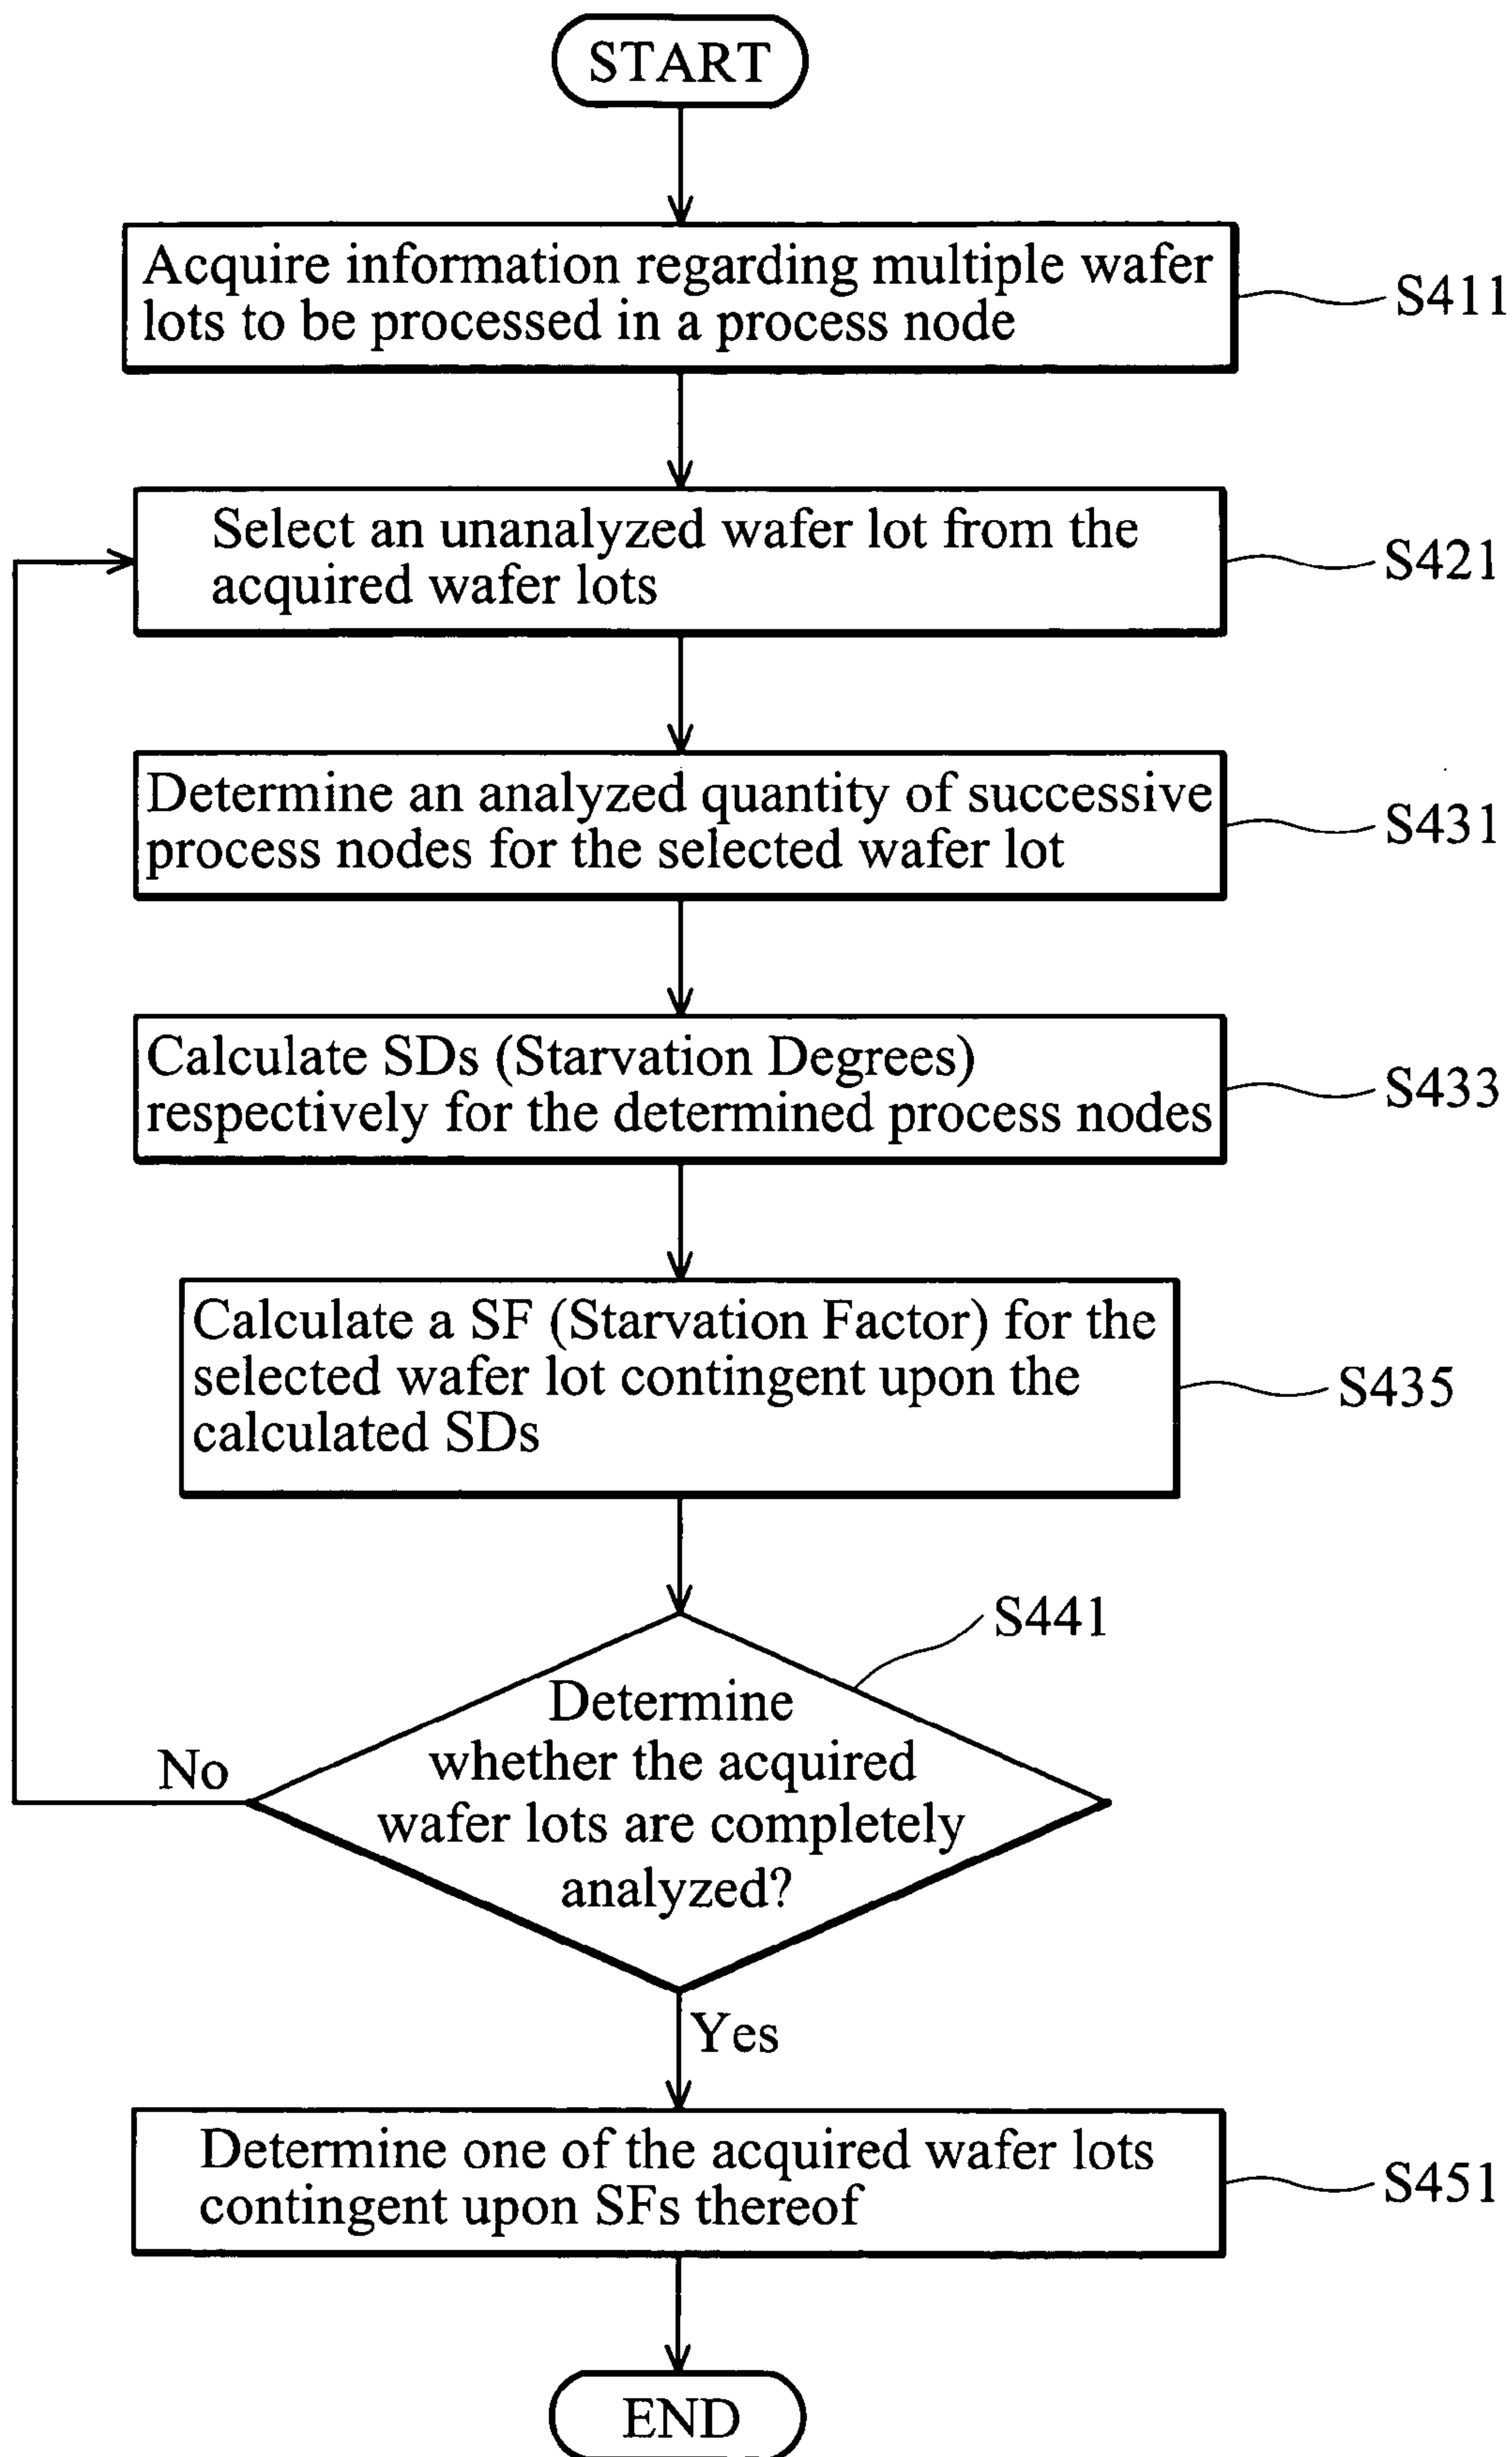 START
Acquire information regarding multiple wafer
lots to be processed in a process node
S411
Select an unanalyzed wafer lot from the
acquired wafer lots
S421
Determine an analyzed quantity of successive
process nodes for the selected wafer lot
S431
Calculate SDs (Starvation Degrees)
respectively for the determined process nodes
S433
Calculate a SF (Starvation Factor) for the
selected wafer lot contingent upon the
calculated SDs
S435
S441
Determine
whether the acquired
wafer lots are completely
analyzed?
No
Yes
Determine one of the acquired wafer lots
contingent upon SFs thereof
S451
END